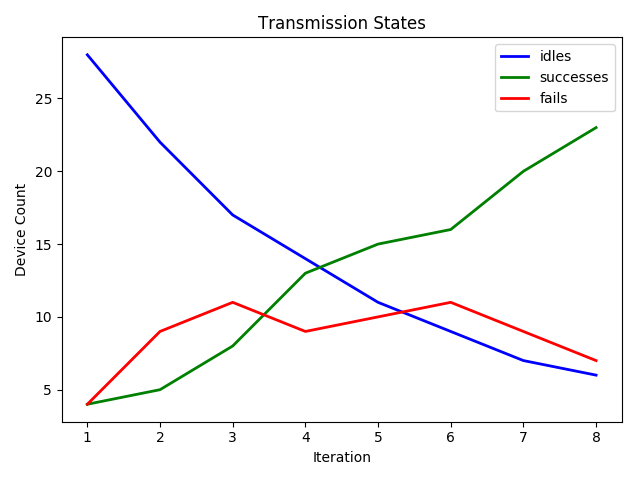 Transmission States
idles
successes
fails
Device Count
25
20
15
10
5
1 2 3 4 5 6 7 8
Iteration